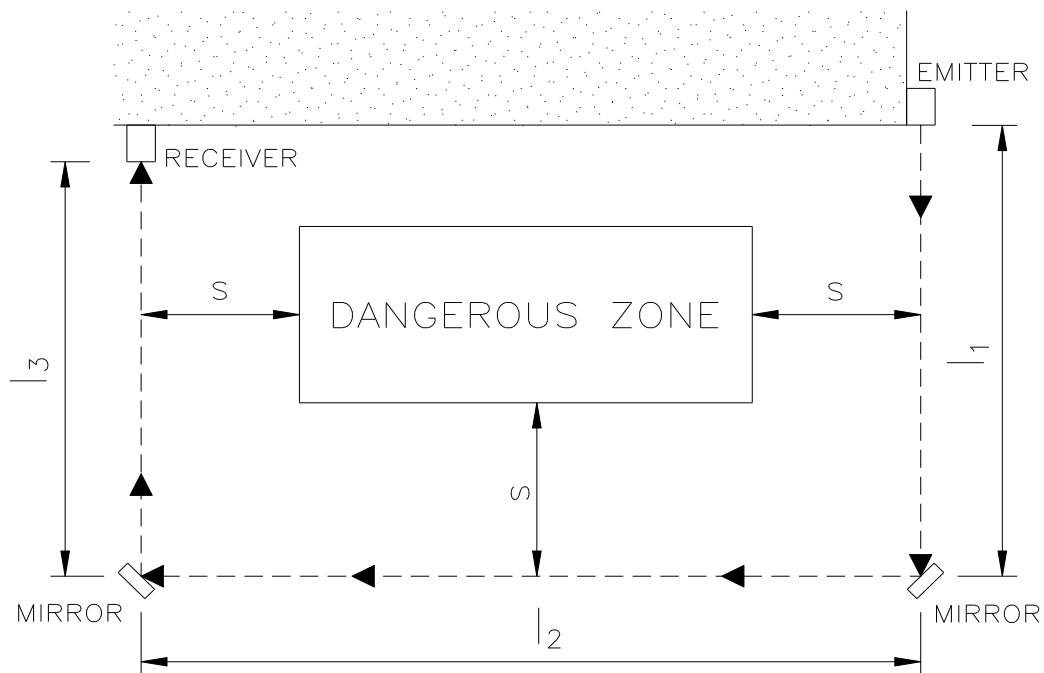 EMITTER
RECEIVER
S
DANGEROUS ZONE
S
l1
l3
S
MIRROR
MIRROR
l2